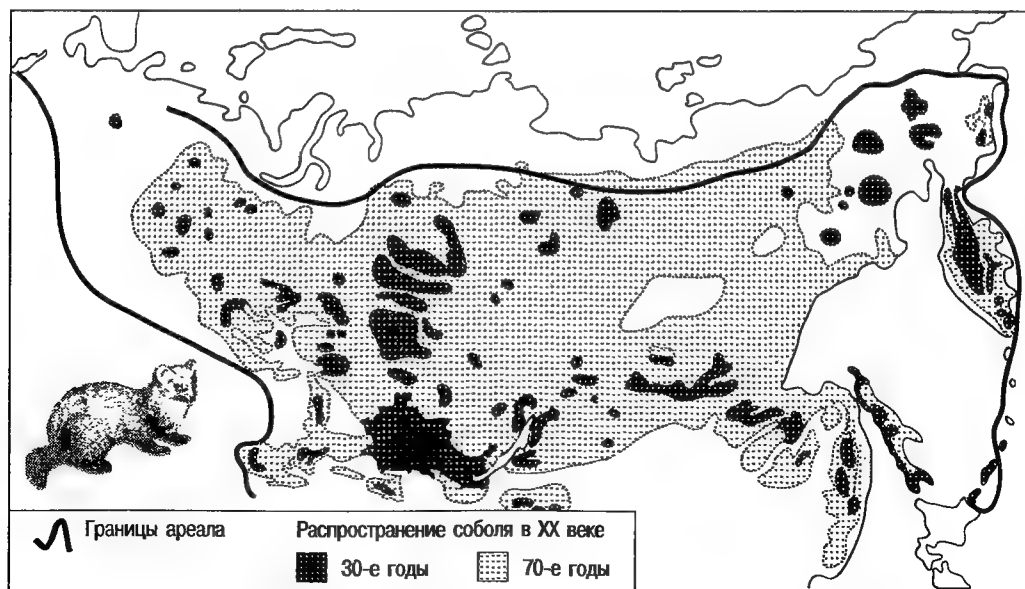 Границы ареала
Распространение соболя в XX веке
30-е годы
70-е годы